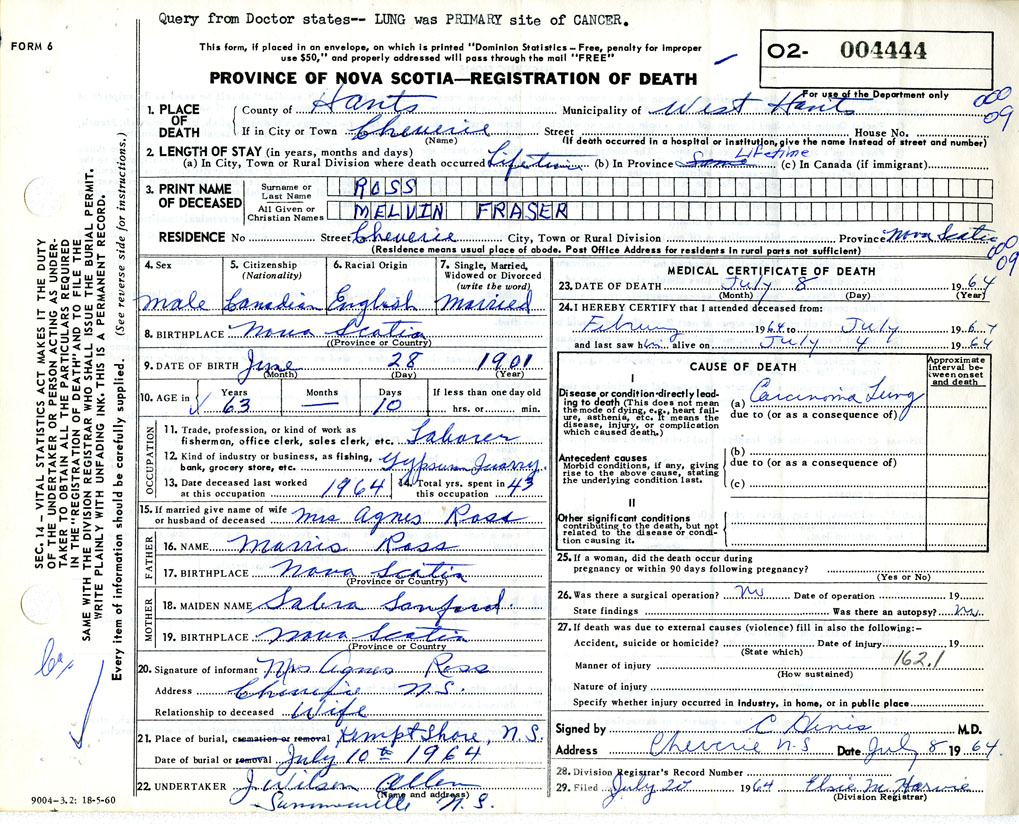 Query from Doctor states-- LUNG was PRIMARY site of CANCER.
FORM 6
This form, if placed in an envelope, on which is printed "Dominion Statistics – Free, penalty for improper
use $50," and properly addressed will pass through the mail "FREE"
O2- 004444
PROVINCE OF NOVA SCOTIA—REGISTRATION OF DEATH
For use of the Department only
000
09
1. PLACE OF DEATH
County of Hants Municipality of West Hants
If in City or Town Cheverie Street House No.
(Name) (If death occurred in a hospital or institution, give the name instead of street and number)
2. LENGTH OF STAY (in years, months and days)
(a) In City, Town or Rural Division where death occurred Lifetime (b) In Province Same Lifetime (c) In Canada (if immigrant)
3. PRINT NAME OF DECEASED
Surname or Last Name ROSS
All Given or Christian Names MELVIN FRASER
RESIDENCE No Street Cheverie City, Town or Rural Division Province Nova Scotia
(Residence means usual place of abode. Post Office Address for residents in rural parts not sufficient)
000
09
4. Sex 5. Citizenship (Nationality) 6. Racial Origin 7. Single, Married, Widowed or Divorced (write the word)
male Canadian English Married
8. BIRTHPLACE Nova Scotia
((Province or Country)
9. DATE OF BIRTH June 28 1901
(Month) (Day) (Year)
10. AGE in Years 63 Months — Days 10 If less than one day old hrs. or min.
OCCUPATION
11. Trade, profession, or kind of work as
fisherman, office clerk, sales clerk, etc. Laborer
12. Kind of industry or business, as fishing,
bank, grocery store, etc. Gypsum Quarry
13. Date deceased last worked at this occupation 1964 14. Total yrs. spent in this occupation 43
15. If married give name of wife
or husband of deceased Mrs Agnes Ross
FATHER
16. NAME Marris Ross
17. BIRTHPLACE Nova Scotia
(Province or Country)
MOTHER
18. MAIDEN NAME Sabra Sanford
19. BIRTHPLACE Nova Scotia
(Province or Country)
20. Signature of informant Mrs Agnes Ross
Address Cheverie N.S.
Relationship to deceased Wife
21. Place of burial, cremation or removal Kempt Shore, N.S.
Date of burial or removal July 10th 1964
22. UNDERTAKER J. Wilson Allen
(Name and address)
Summerville N.S.
MEDICAL CERTIFICATE OF DEATH
23. DATE OF DEATH July 8 1964
(Month) (Day) (Year)
24. I HEREBY CERTIFY that I attended deceased from:
1964 to July 1967
and last saw him alive on July 4 1964
CAUSE OF DEATH
Approximate interval between onset and death
I
Disease or condition directly leading to death (This does not mean
the mode of dying, e.g., heart failure, asthenia, etc. It means the
disease, injury, or complication
which caused death.)
(a) Carcinoma Lung
due to (or as a consequence of)
Antecedent causes
Morbid conditions, if any, giving
rise to the above cause, stating
the underlying condition last.
(b)
due to (or as a consequence of)
(c)
II
Other significant conditions
contributing to the death, but not
related to the disease or condition causing it.
25. If a woman, did the death occur during
pregnancy or within 90 days following pregnancy?
(Yes or No)
26. Was there a surgical operation? No Date of operation 19
State findings Was there an autopsy? No
27. If death was due to external causes (violence) fill in also the following:-
Accident, suicide or homicide? Date of injury 19
(State which) 162.1
Manner of injury
(How sustained)
Nature of injury
Specify whether injury occurred in industry, in home, or in public place
Signed by M.D.
Address Cheverie N.S Date July 8 1964
28. Division Registrar's Record Number
29. Filed July 20 1964 Elsie M. Harvie
(Division Registrar)
SEC. 14 – VITAL STATISTICS ACT MAKES IT THE DUTY
OF THE UNDERTAKER OR PERSON ACTING AS UNDERTAKER TO OBTAIN ALL THE PARTICULARS REQUIRED
IN THE "REGISTRATION OF DEATH" AND TO FILE THE
SAME WITH THE DIVISION REGISTRAR WHO SHALL ISSUE THE BURIAL PERMIT.
WRITE PLAINLY WITH UNFADING INK. THIS IS A PERMANENT RECORD.
Every item of information should be carefully supplied. (See reverse side for instructions.)
9004–3.2: 18-5-60